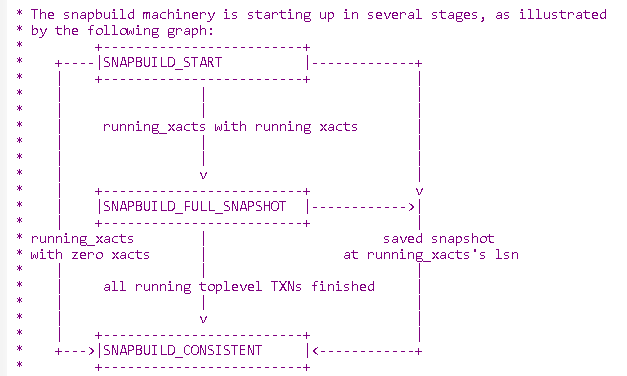 * The snapbuild machinery is starting up in several stages, as illustrated
* by the following graph:
*         +-------------------------+
*    +----|SNAPBUILD_START          |-------------+
*    |    +-------------------------+             |
*    |                 |                          |
*    |                 |                          |
*    |    running_xacts with running xacts        |
*    |                 |                          |
*    |                 |                          |
*    |                 v                          |
*    |    +-------------------------+             v
*    |    |SNAPBUILD_FULL_SNAPSHOT  |------------>|
*    |    +-------------------------+             |
* running_xacts        |                      saved snapshot
* with zero xacts      |                 at running_xacts's lsn
*    |                 |                          |
*    |    all running toplevel TXNs finished      |
*    |                 |                          |
*    |                 v                          |
*    |    +-------------------------+             |
*    +--->|SNAPBUILD_CONSISTENT     |<------------+
*         +-------------------------+